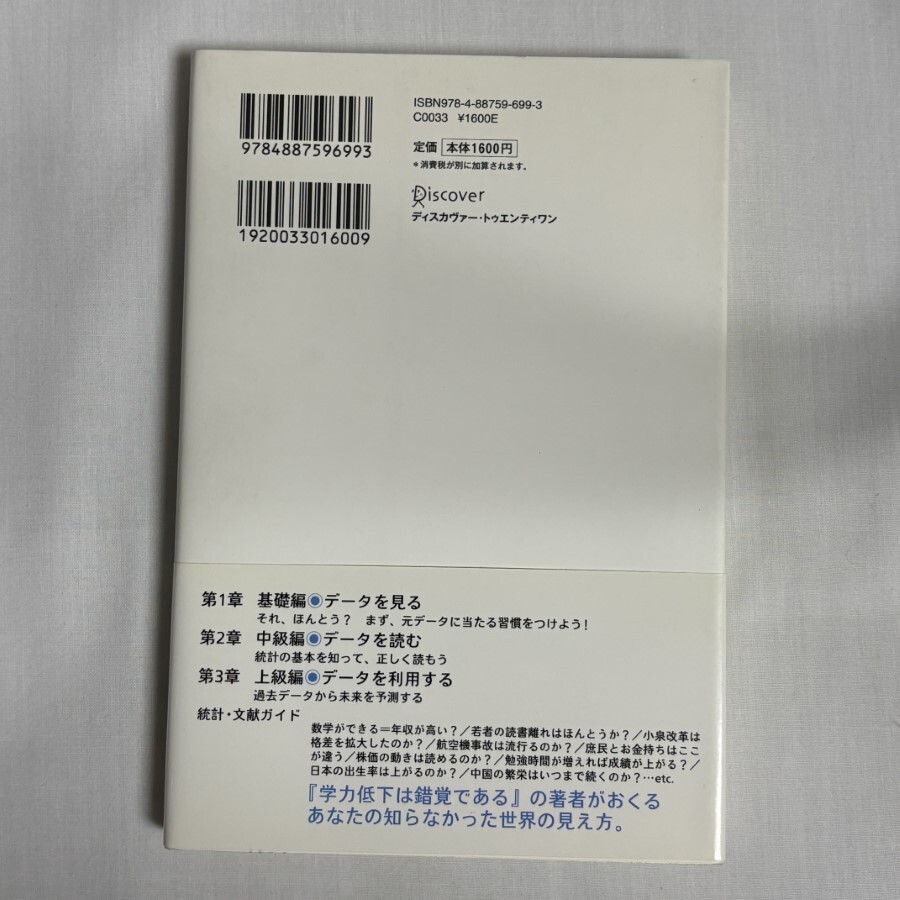 9784887596993
1920033016009
ISBN978-4-88759-699-3
C0033 ¥1600E
定価 本体1600円
*消費税が別に加算されます。
Discover
ディスカヴァー・トゥエンティワン
第1章 基礎編◉データを見る
それ、ほんとう？ まず、元データに当たる習慣をつけよう！
第2章 中級編◉データを読む
統計の基本を知って、正しく読もう
第3章 上級編◉データを利用する
過去データから未来を予測する
統計・文献ガイド
数学ができる＝年収が高い？／若者の読書離れはほんとうか？／小泉改革は
格差を拡大したのか？／航空機事故は流行るのか？／庶民とお金持ちはここ
が違う／株価の動きは読めるのか？／勉強時間が増えれば成績が上がる？／
日本の出生率は上がるのか？／中国の繁栄はいつまで続くのか？…etc.
『学力低下は錯覚である』の著者がおくる
あなたの知らなかった世界の見え方。